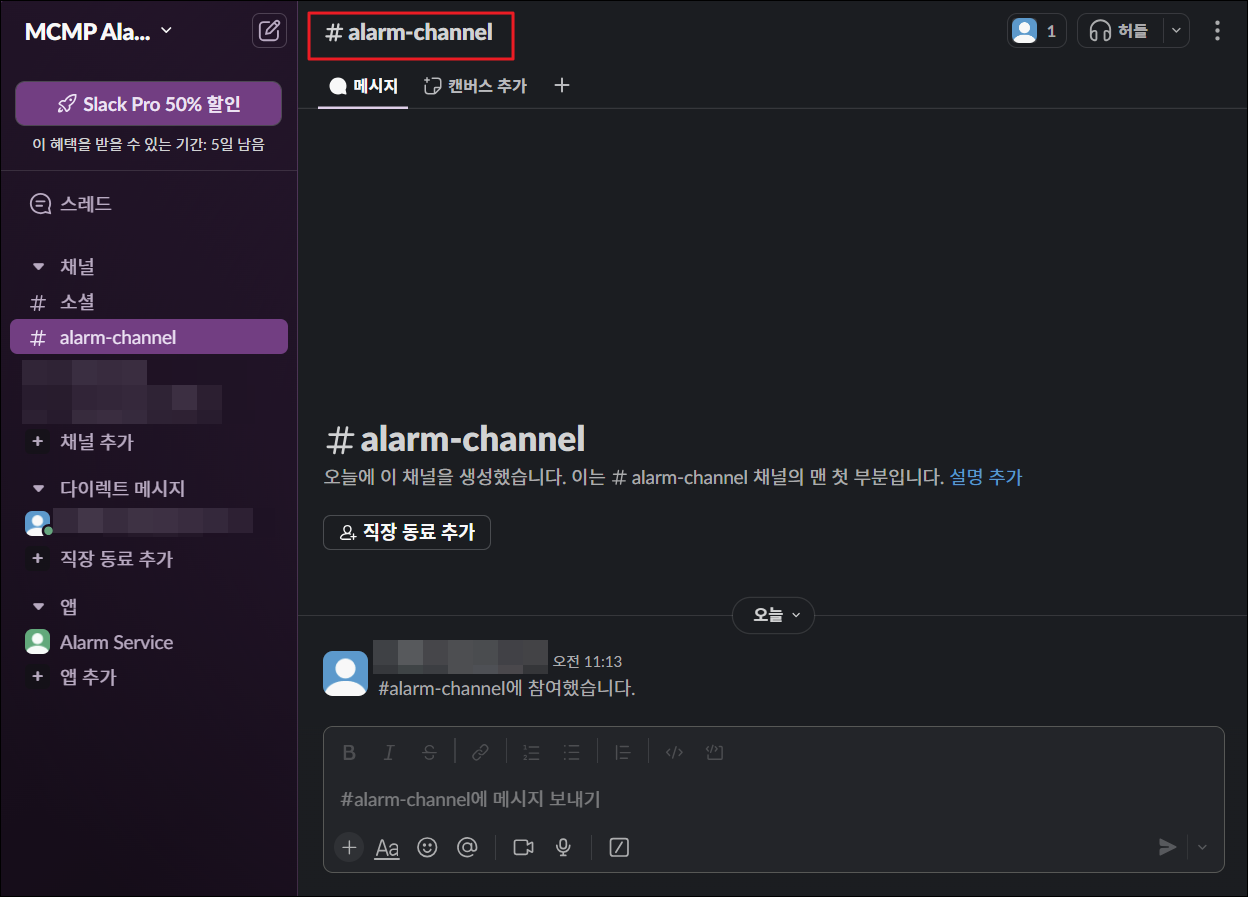 MCMP Ala...
Slack Pro 50% 할인
이 혜택을 받을 수 있는 기간: 5일 남음
스레드
채널
# 소셜
# alarm-channel
+ 채널 추가
다이렉트 메시지
+ 직장 동료 추가
앱
Alarm Service
+ 앱 추가
# alarm-channel
1
허들
메시지
캔버스 추가
+
# alarm-channel
오늘에 이 채널을 생성했습니다. 이는 # alarm-channel 채널의 맨 첫 부분입니다. 설명 추가
직장 동료 추가
오늘
오전 11:13
#alarm-channel에 참여했습니다.
B I S
#alarm-channel에 메시지 보내기
+ Aa @